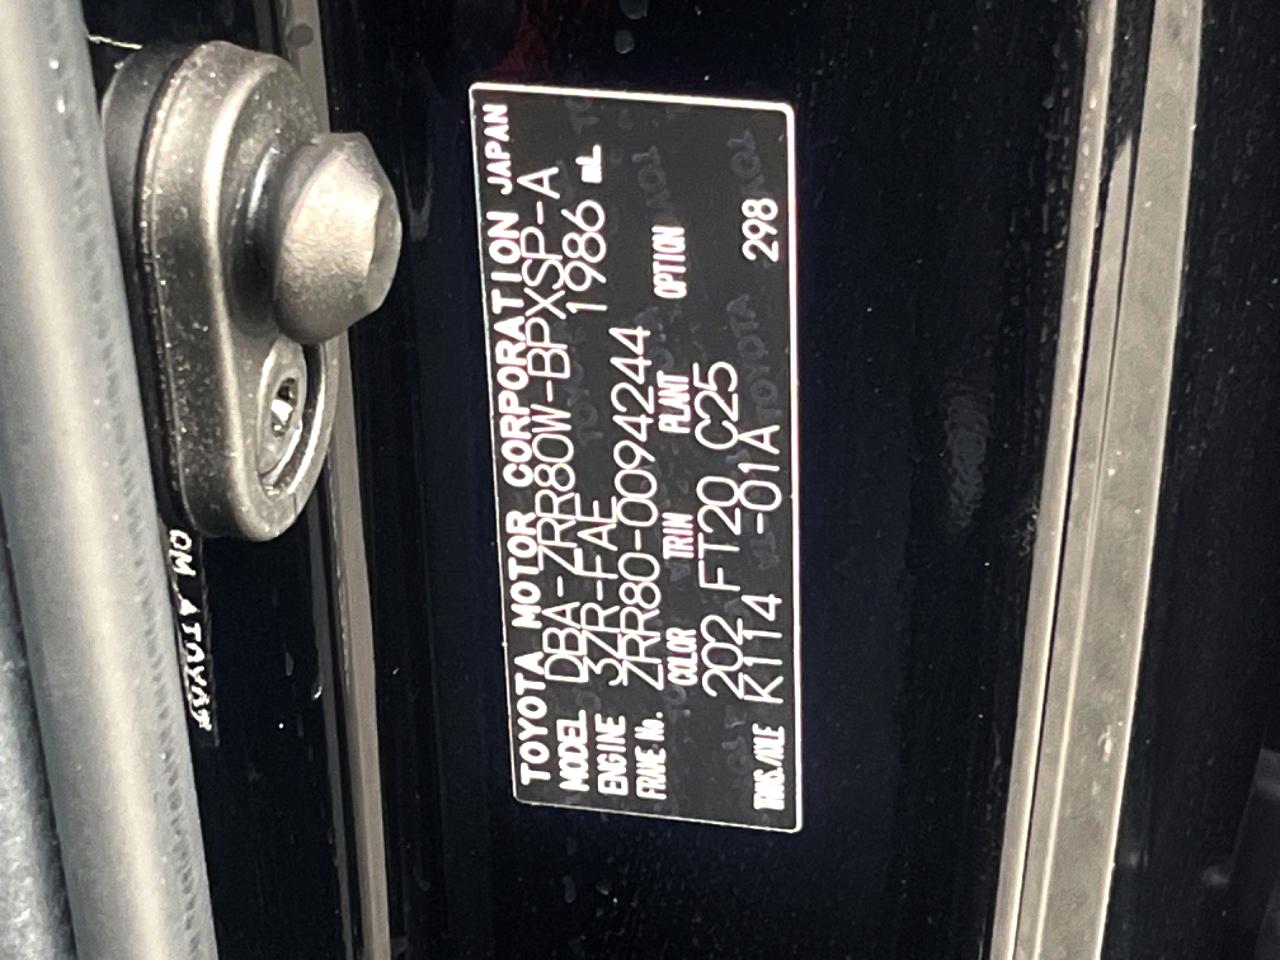 TOYOTA MOTOR CORPORATION JAPAN
MODEL DBA-ZRR80W-BPXSP-A
ENGINE 3ZR-FAE 1986 mL
FRAME No. ZRR80-0094244
COLOR TRIM PLANT OPTION
202 FT20 C25
TRANS./AXLE K114 -01A 298